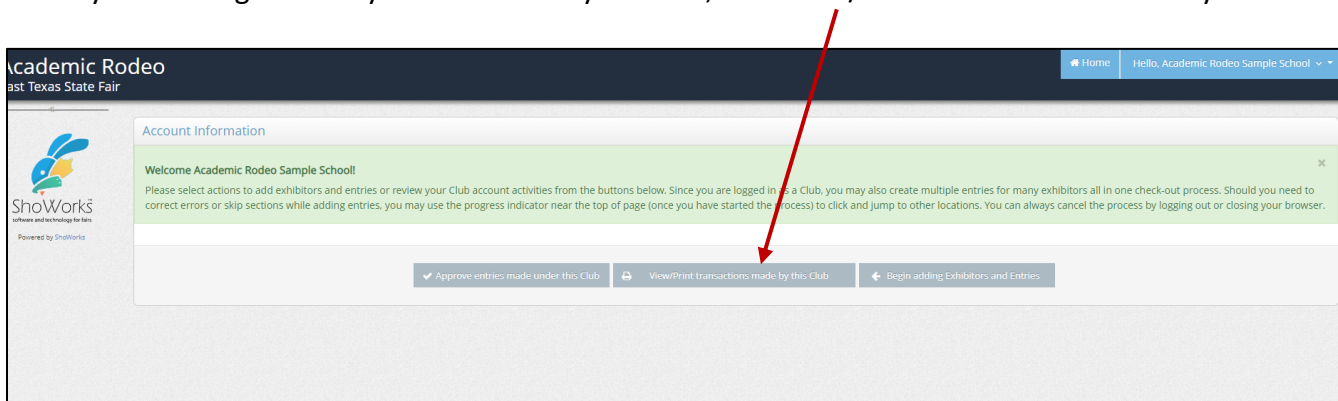 Academic Rodeo
East Texas State Fair
Home
Hello, Academic Rodeo Sample School
Account Information
Welcome Academic Rodeo Sample School!
Please select actions to add exhibitors and entries or review your Club account activities from the buttons below. Since you are logged in as a Club, you may also create multiple entries for many exhibitors all in one check-out process. Should you need to
correct errors or skip sections while adding entries, you may use the progress indicator near the top of page (once you have started the process) to click and jump to other locations. You can always cancel the process by logging out or closing your browser.
ShoWorks
software and technology for fairs
Powered by ShoWorks
Approve entries made under this Club
View/Print transactions made by this Club
Begin adding Exhibitors and Entries